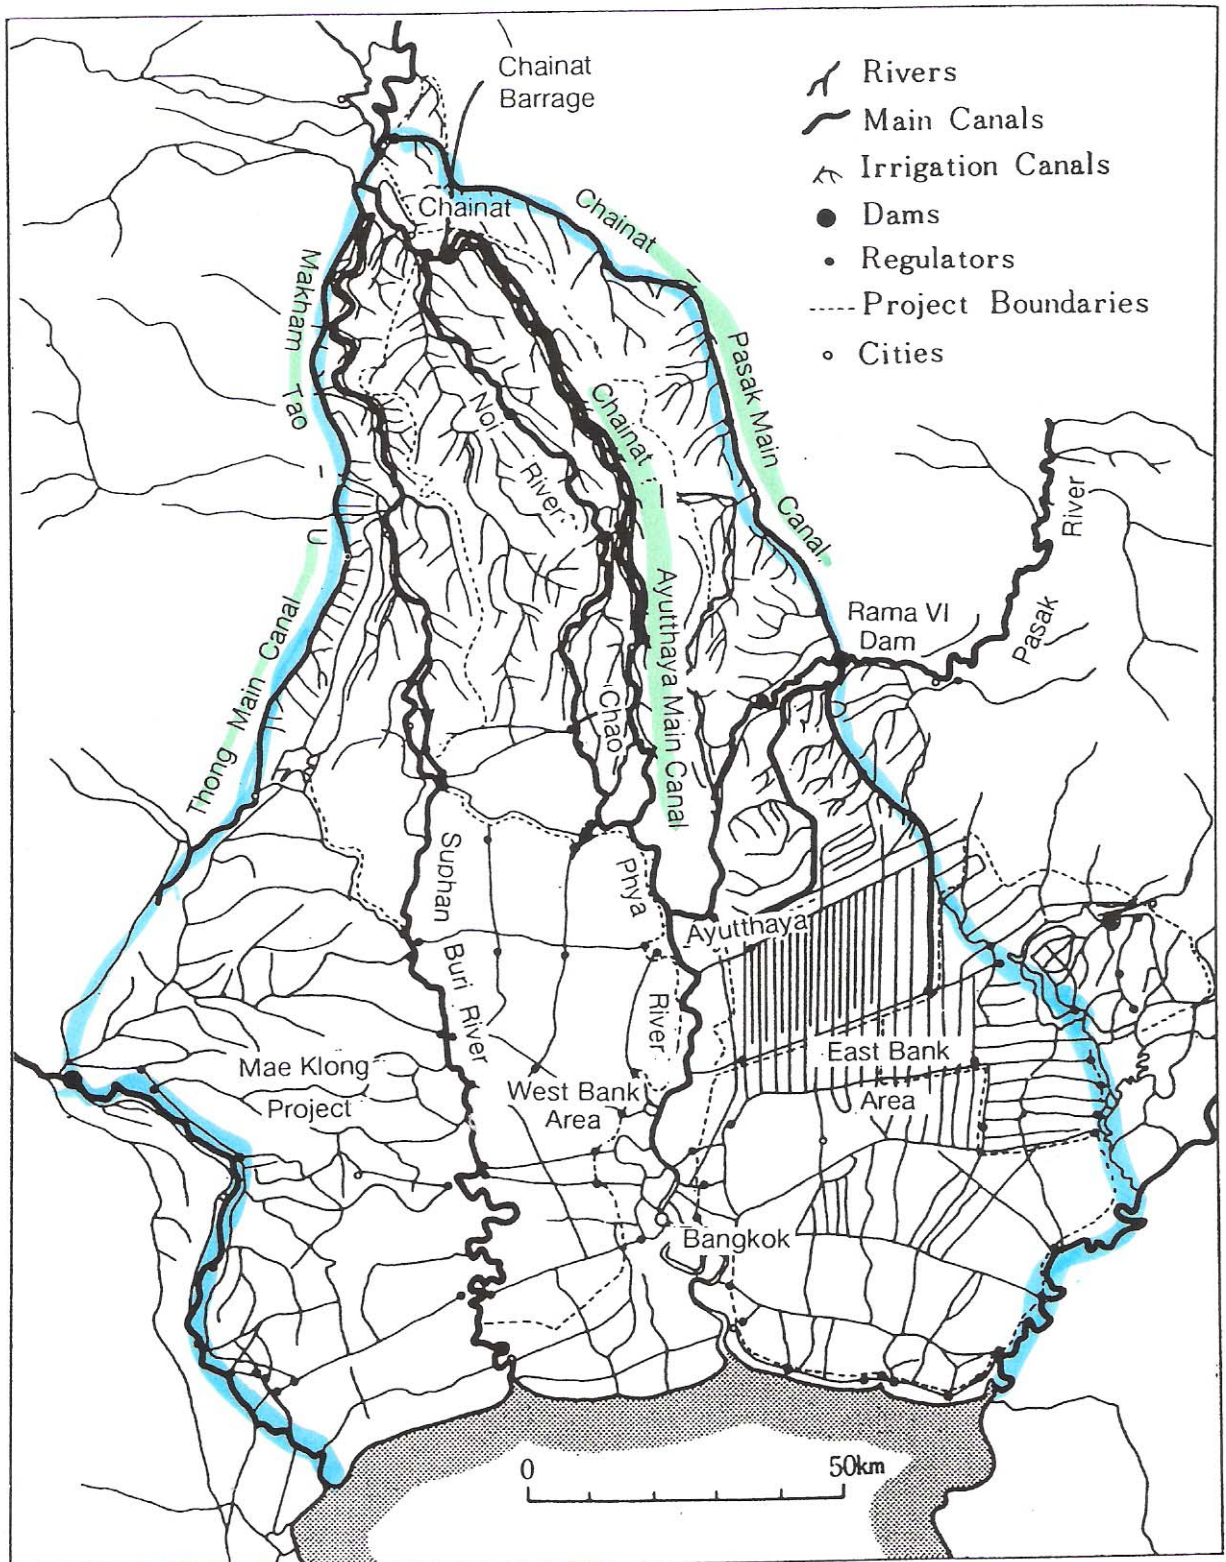 Chainat
Barrage
Rivers
Main Canals
Irrigation Canals
Dams
Regulators
Project Boundaries
Cities
Chainat
Chainat -
Pasak Main Canal
Makham Tao - U
Thong Main Canal
Noi River
Chainat -
Ayutthaya Main Canal
Pasak River
Rama VI
Dam
Chao
Phya
River
Suphan Buri River
Ayutthaya
Mae Klong
Project
West Bank
Area
East Bank
Area
Bangkok
0 50km